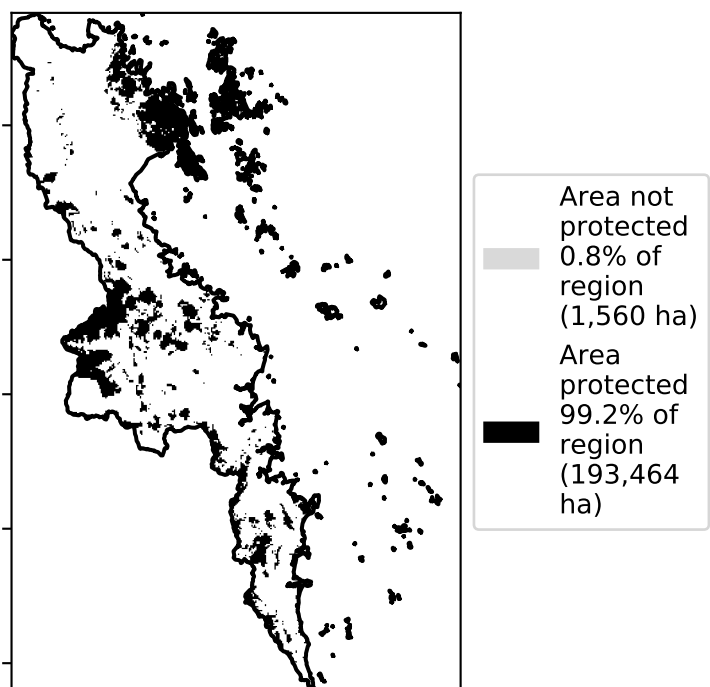 Area not
protected
0.8% of
region
(1,560 ha)
Area
protected
99.2% of
region
(193,464
ha)